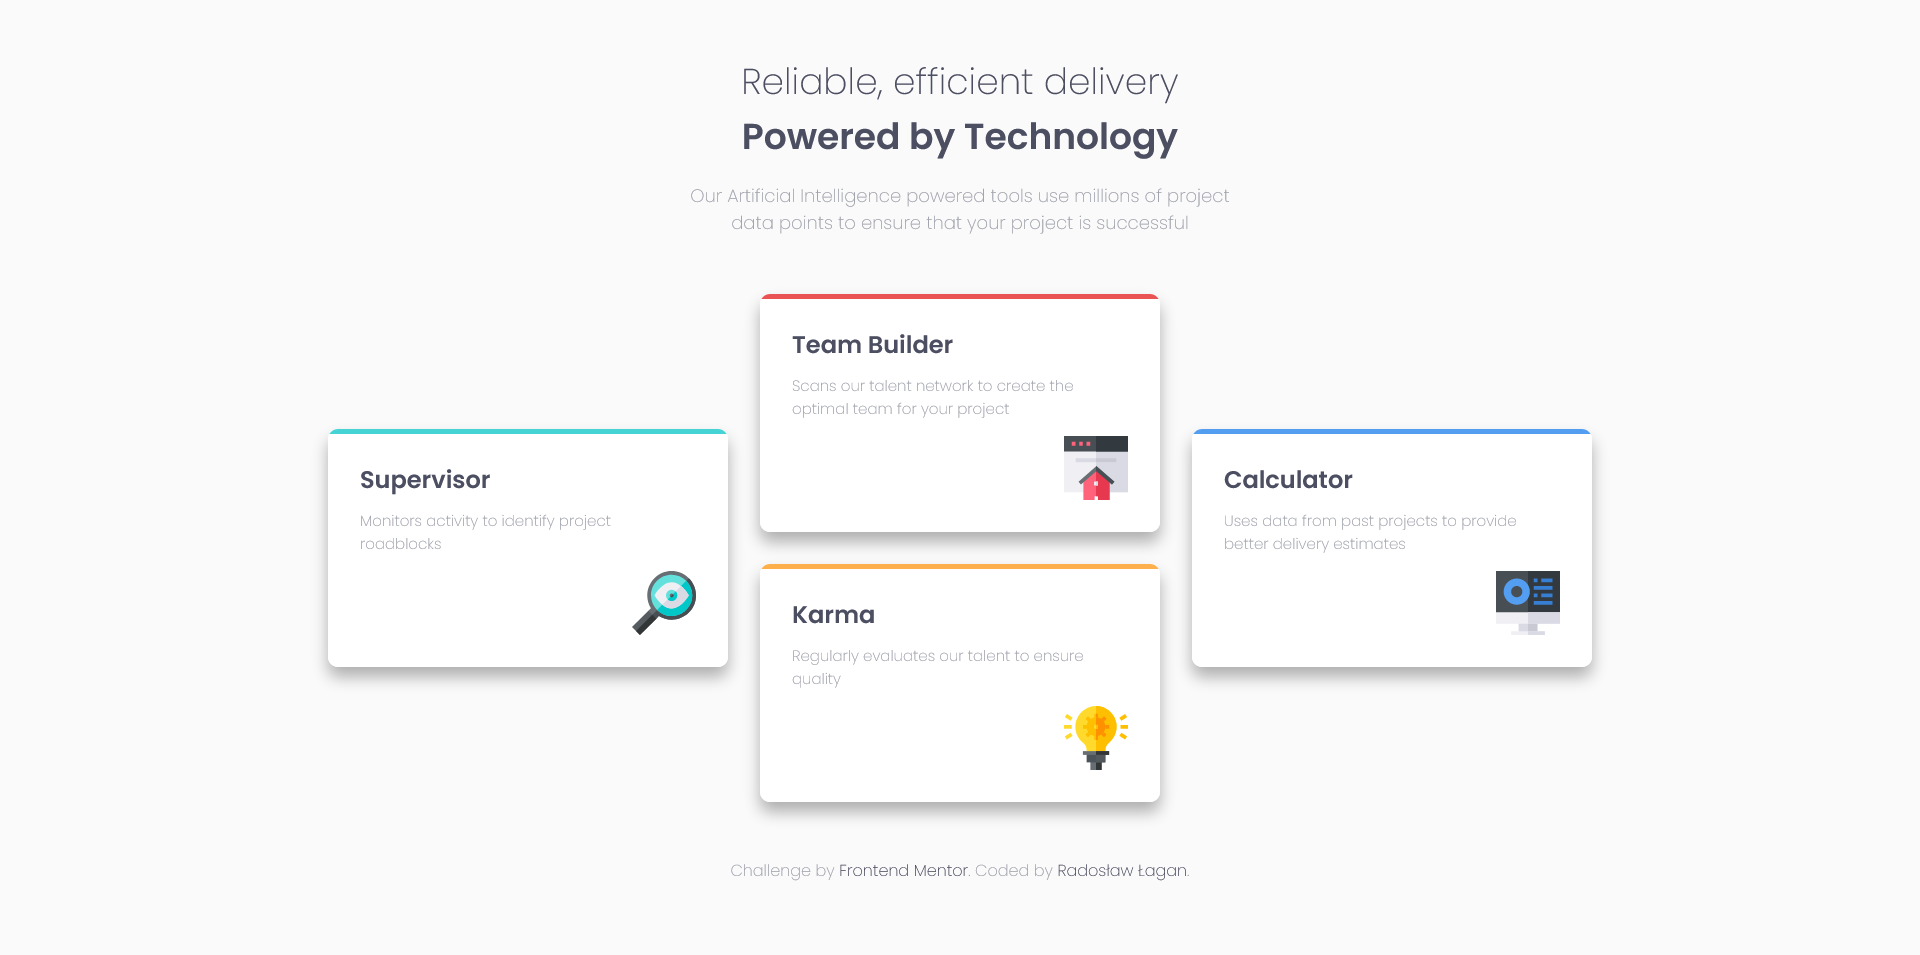 Reliable, efficient delivery
Powered by Technology
Our Artificial Intelligence powered tools use millions of project
data points to ensure that your project is successful
Team Builder
Scans our talent network to create the
optimal team for your project
Supervisor
Monitors activity to identify project
roadblocks
Calculator
Uses data from past projects to provide
better delivery estimates
Karma
Regularly evaluates our talent to ensure
quality
Challenge by Frontend Mentor. Coded by Radosław Łagan.